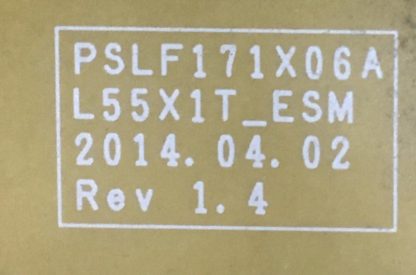 PSLF171X06A
L55X1T_ESM
2014. 04. 02
Rev 1. 4